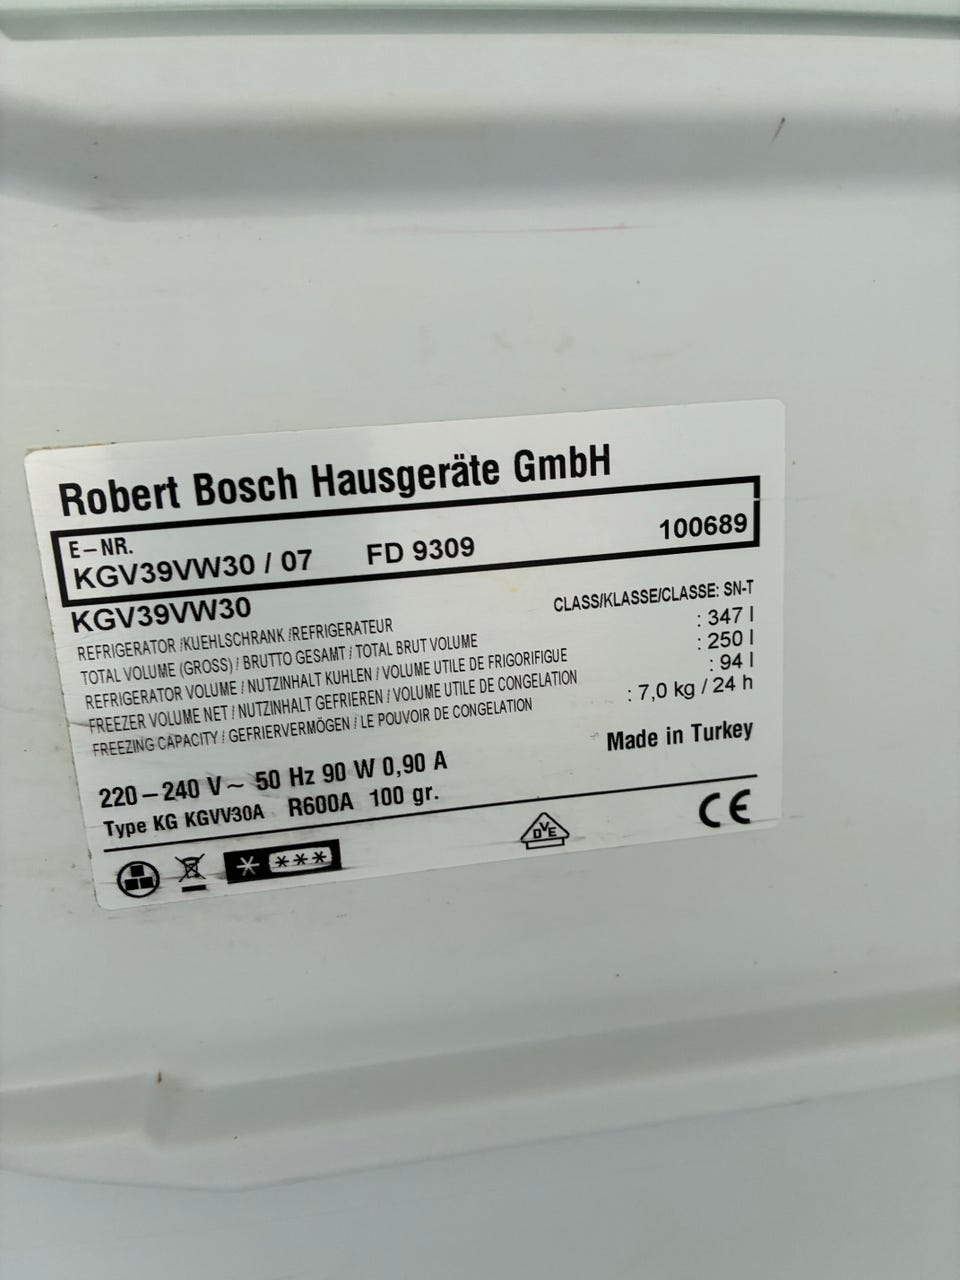 Robert Bosch Hausgeräte GmbH
E-NR.
KGV39VW30 / 07 FD 9309 100689
KGV39VW30
CLASS/KLASSE/CLASSE: SN-T
REFRIGERATOR /KUEHLSCHRANK /REFRIGERATEUR
TOTAL VOLUME (GROSS) / BRUTTO GESAMT / TOTAL BRUT VOLUME : 347 l
REFRIGERATOR VOLUME / NUTZINHALT KUHLEN / VOLUME UTILE DE FRIGORIFIGUE : 250 l
FREEZER VOLUME NET / NUTZINHALT GEFRIEREN / VOLUME UTILE DE CONGELATION : 94 l
FREEZING CAPACITY / GEFRIERVERMÖGEN / LE POUVOIR DE CONGELATION : 7,0 kg / 24 h
Made in Turkey
220-240 V~ 50 Hz 90 W 0,90 A
Type KG KGVV30A R600A 100 gr.
DVE
CE
* ***